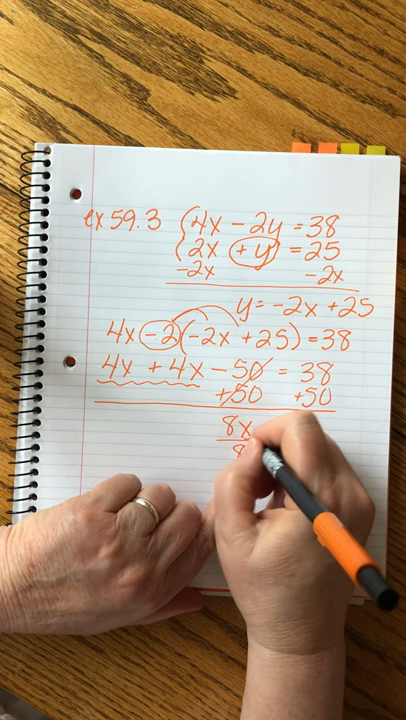 ex 59.3 {4x - 2y = 38
{2x + y = 25
-2x -2x
y = -2x + 25
4x - 2(-2x + 25) = 38
4x + 4x - 50 = 38
+50 +50
8x
8